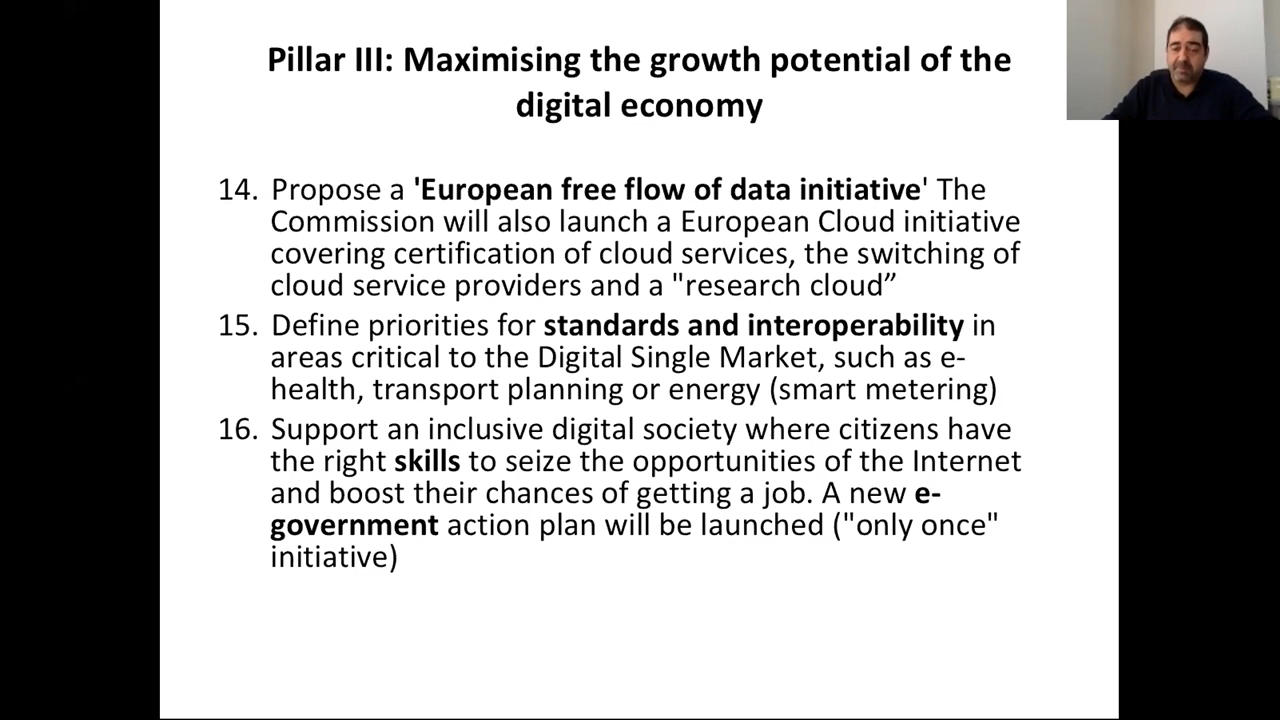 Pillar III: Maximising the growth potential of the
digital economy
14. Propose a 'European free flow of data initiative' The
Commission will also launch a European Cloud initiative
covering certification of cloud services, the switching of
cloud service providers and a "research cloud”
15. Define priorities for standards and interoperability in
areas critical to the Digital Single Market, such as e-
health, transport planning or energy (smart metering)
16. Support an inclusive digital society where citizens have
the right skills to seize the opportunities of the Internet
and boost their chances of getting a job. A new e-
government action plan will be launched ("only once"
initiative)